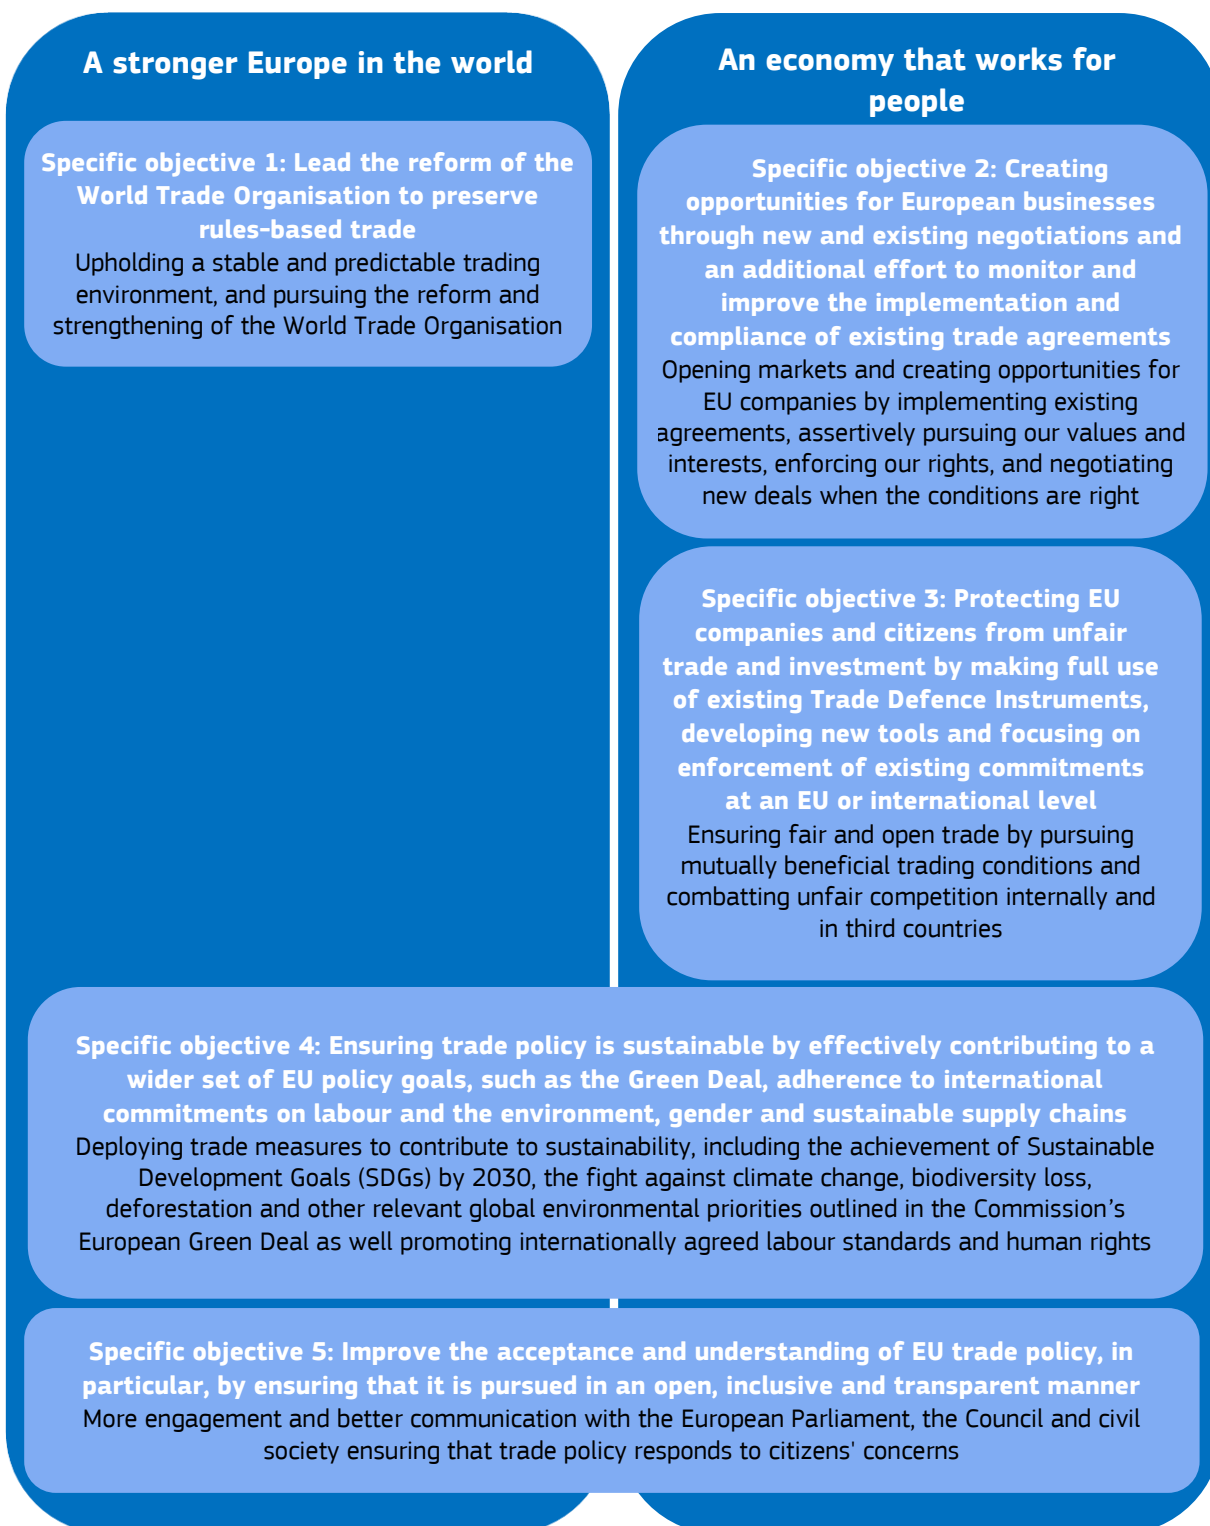 A stronger Europe in the world
Specific objective 1: Lead the reform of the
World Trade Organisation to preserve
rules-based trade
Upholding a stable and predictable trading
environment, and pursuing the reform and
strengthening of the World Trade Organisation
An economy that works for
people
Specific objective 2: Creating
opportunities for European businesses
through new and existing negotiations and
an additional effort to monitor and
improve the implementation and
compliance of existing trade agreements
Opening markets and creating opportunities for
EU companies by implementing existing
agreements, assertively pursuing our values and
interests, enforcing our rights, and negotiating
new deals when the conditions are right
Specific objective 3: Protecting EU
companies and citizens from unfair
trade and investment by making full use
of existing Trade Defence Instruments,
developing new tools and focusing on
enforcement of existing commitments
at an EU or international level
Ensuring fair and open trade by pursuing
mutually beneficial trading conditions and
combatting unfair competition internally and
in third countries
Specific objective 4: Ensuring trade policy is sustainable by effectively contributing to a
wider set of EU policy goals, such as the Green Deal, adherence to international
commitments on labour and the environment, gender and sustainable supply chains
Deploying trade measures to contribute to sustainability, including the achievement of Sustainable
Development Goals (SDGs) by 2030, the fight against climate change, biodiversity loss,
deforestation and other relevant global environmental priorities outlined in the Commission’s
European Green Deal as well promoting internationally agreed labour standards and human rights
Specific objective 5: Improve the acceptance and understanding of EU trade policy, in
particular, by ensuring that it is pursued in an open, inclusive and transparent manner
More engagement and better communication with the European Parliament, the Council and civil
society ensuring that trade policy responds to citizens' concerns